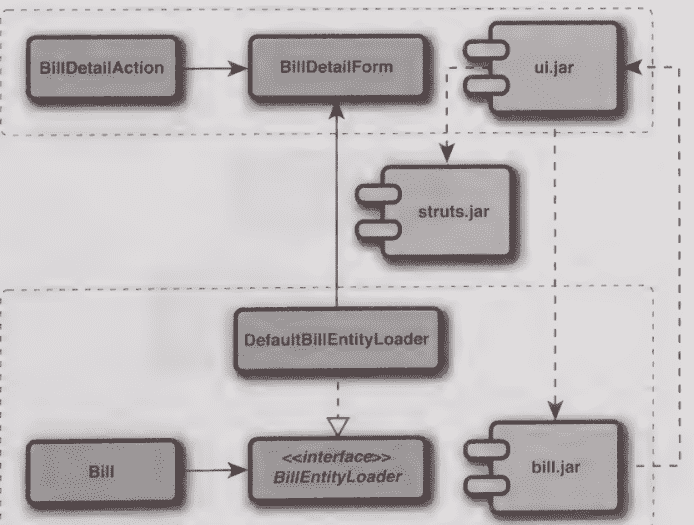 BillDetailAction
BillDetailForm
ui.jar
struts.jar
DefaultBillEntityLoader
Bill
<<interface>>
BillEntityLoader
bill.jar